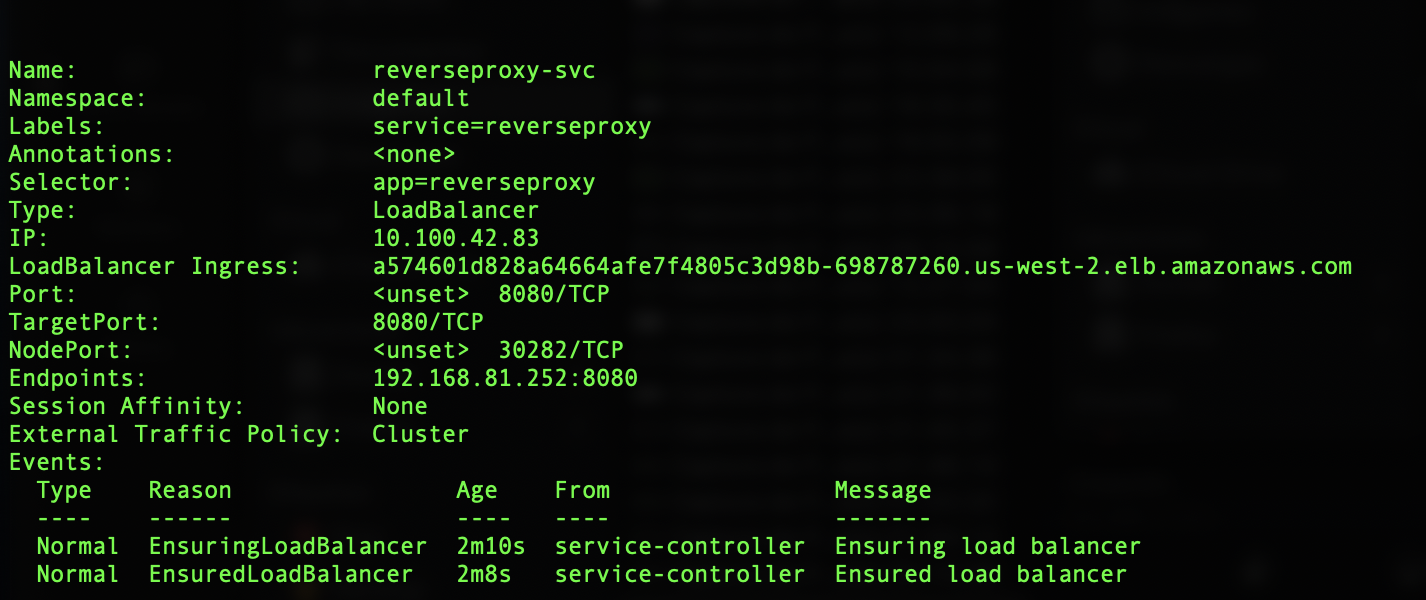 Name: reverseproxy-svc
Namespace: default
Labels: service=reverseproxy
Annotations: <none>
Selector: app=reverseproxy
Type: LoadBalancer
IP: 10.100.42.83
LoadBalancer Ingress: a574601d828a64664afe7f4805c3d98b-698787260.us-west-2.elb.amazonaws.com
Port: <unset> 8080/TCP
TargetPort: 8080/TCP
NodePort: <unset> 30282/TCP
Endpoints: 192.168.81.252:8080
Session Affinity: None
External Traffic Policy: Cluster
Events:
Type Reason Age From Message
---- ------ ---- ---- -------
Normal EnsuringLoadBalancer 2m10s service-controller Ensuring load balancer
Normal EnsuredLoadBalancer 2m8s service-controller Ensured load balancer